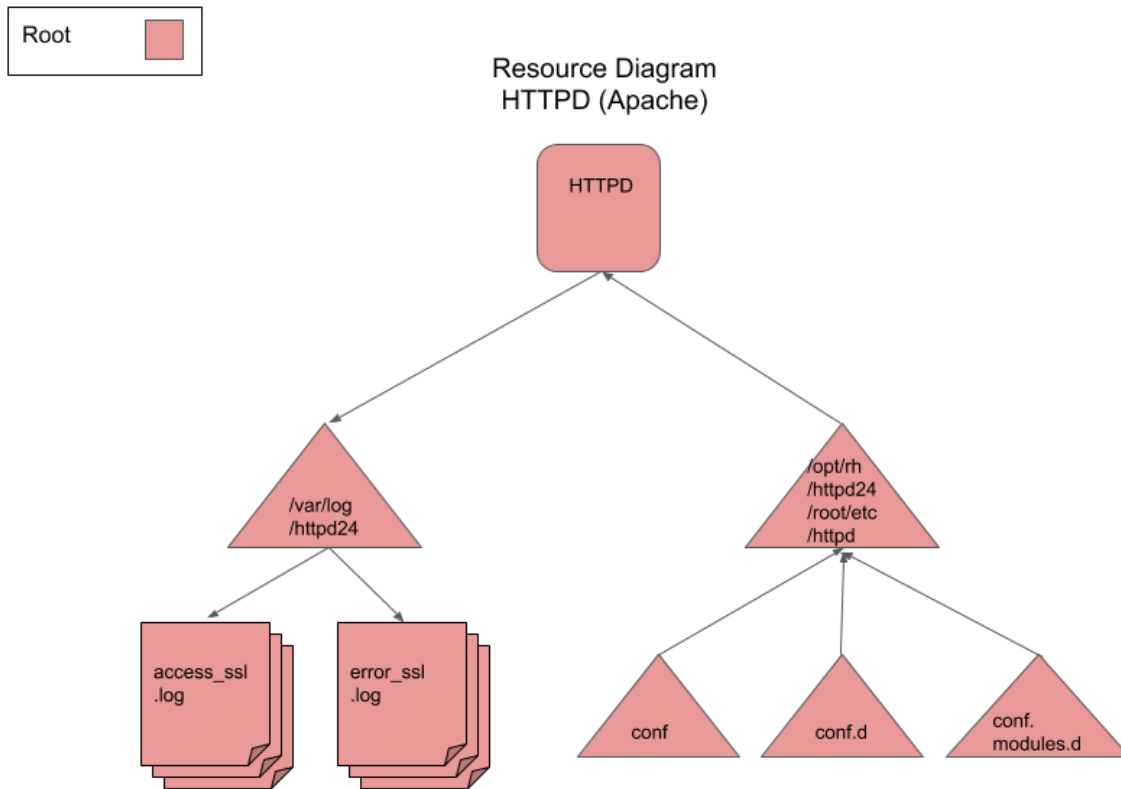 Root
Resource Diagram
HTTPD (Apache)
HTTPD
/var/log
/httpd24
/opt/rh
/httpd24
/root/etc
/httpd
access_ssl
.log
error_ssl
.log
conf
conf.d
conf.
modules.d